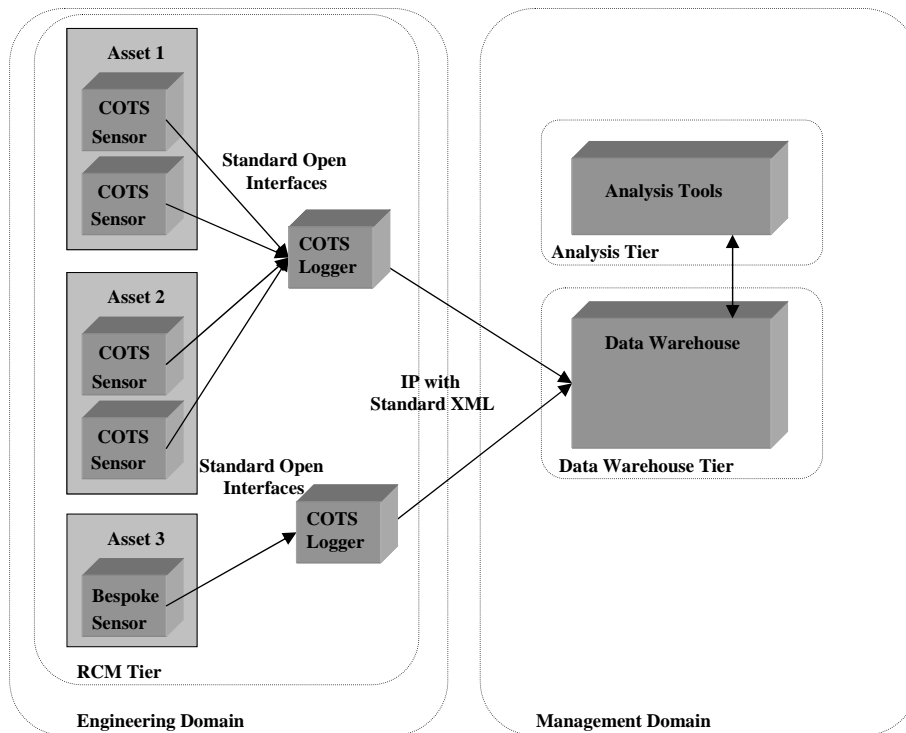 Asset 1
COTS
Sensor
COTS
Sensor
Standard Open
Interfaces
COTS
Logger
Asset 2
COTS
Sensor
COTS
Sensor
Standard Open
Interfaces
COTS
Logger
Asset 3
Bespoke
Sensor
RCM Tier
Engineering Domain
IP with
Standard XML
Analysis Tools
Analysis Tier
Data Warehouse
Data Warehouse Tier
Management Domain